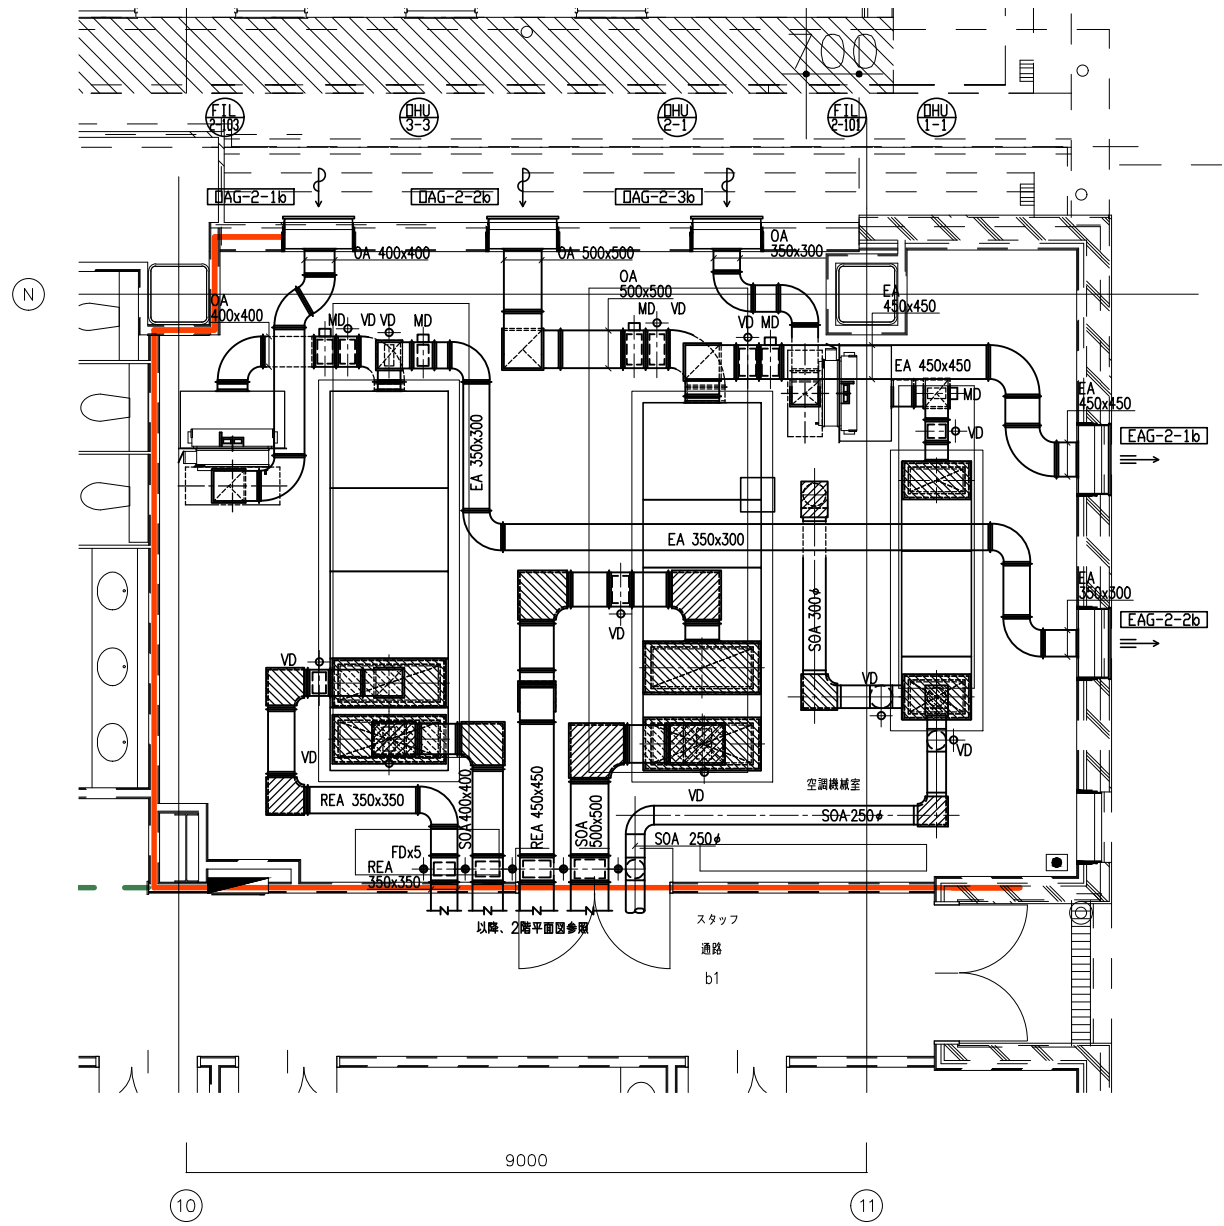 700
FIL
2-103
OHU
3-3
OHU
2-1
FIL
2-101
OHU
1-1
OAG-2-1b
OAG-2-2b
OAG-2-3b
OA 400x400
OA 500x500
OA
350x300
N
OA
400x400
MD
VD
VD
MD
OA
500x500
MD
VD
VD
MD
EA
450x450
EA 450x450
MD
VD
EA
450x450
EAG-2-1b
EA 350x300
EA 350x300
EA
350x300
EAG-2-2b
SOA 300φ
VD
VD
VD
VD
VD
VD
REA 350x350
SOA 400x400
REA 450x450
SOA
500x500
空調機械室
SOA 250φ
SOA 250φ
FDx5
REA
350x350
以降、2階平面図参照
スタッフ
通路
b1
9000
10
11